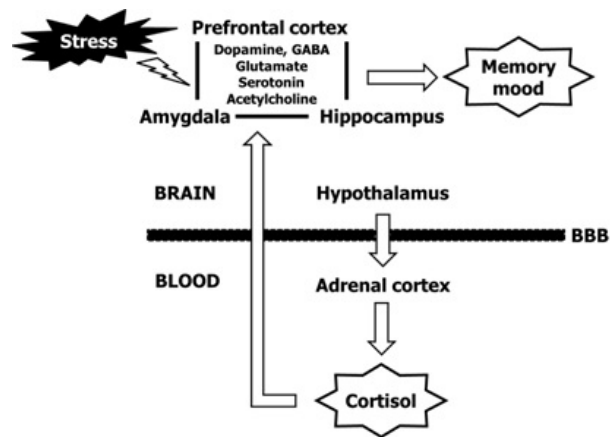 Stress
Prefrontal cortex
Dopamine, GABA
Glutamate
Serotonin
Acetylcholine
Amygdala
Hippocampus
Memory
mood
BRAIN
Hypothalamus
BBB
BLOOD
Adrenal cortex
Cortisol